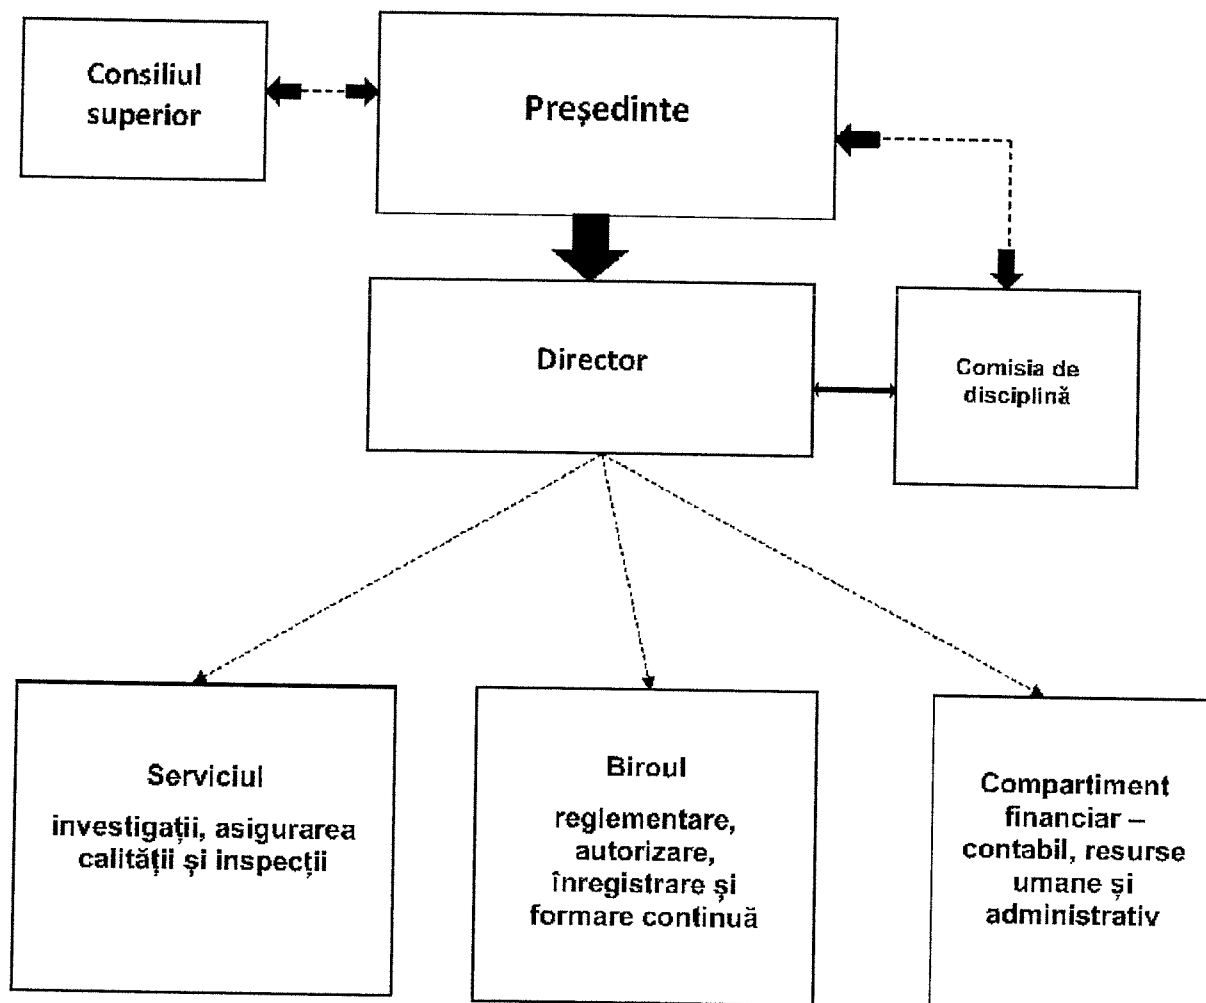 Consiliul
superior
Președinte
Director
Comisia de
disciplină
Serviciul
investigații, asigurarea
calității și inspecții
Biroul
reglementare,
autorizare,
înregistrare și
formare continuă
Compartiment
financiar –
contabil, resurse
umane și
administrativ